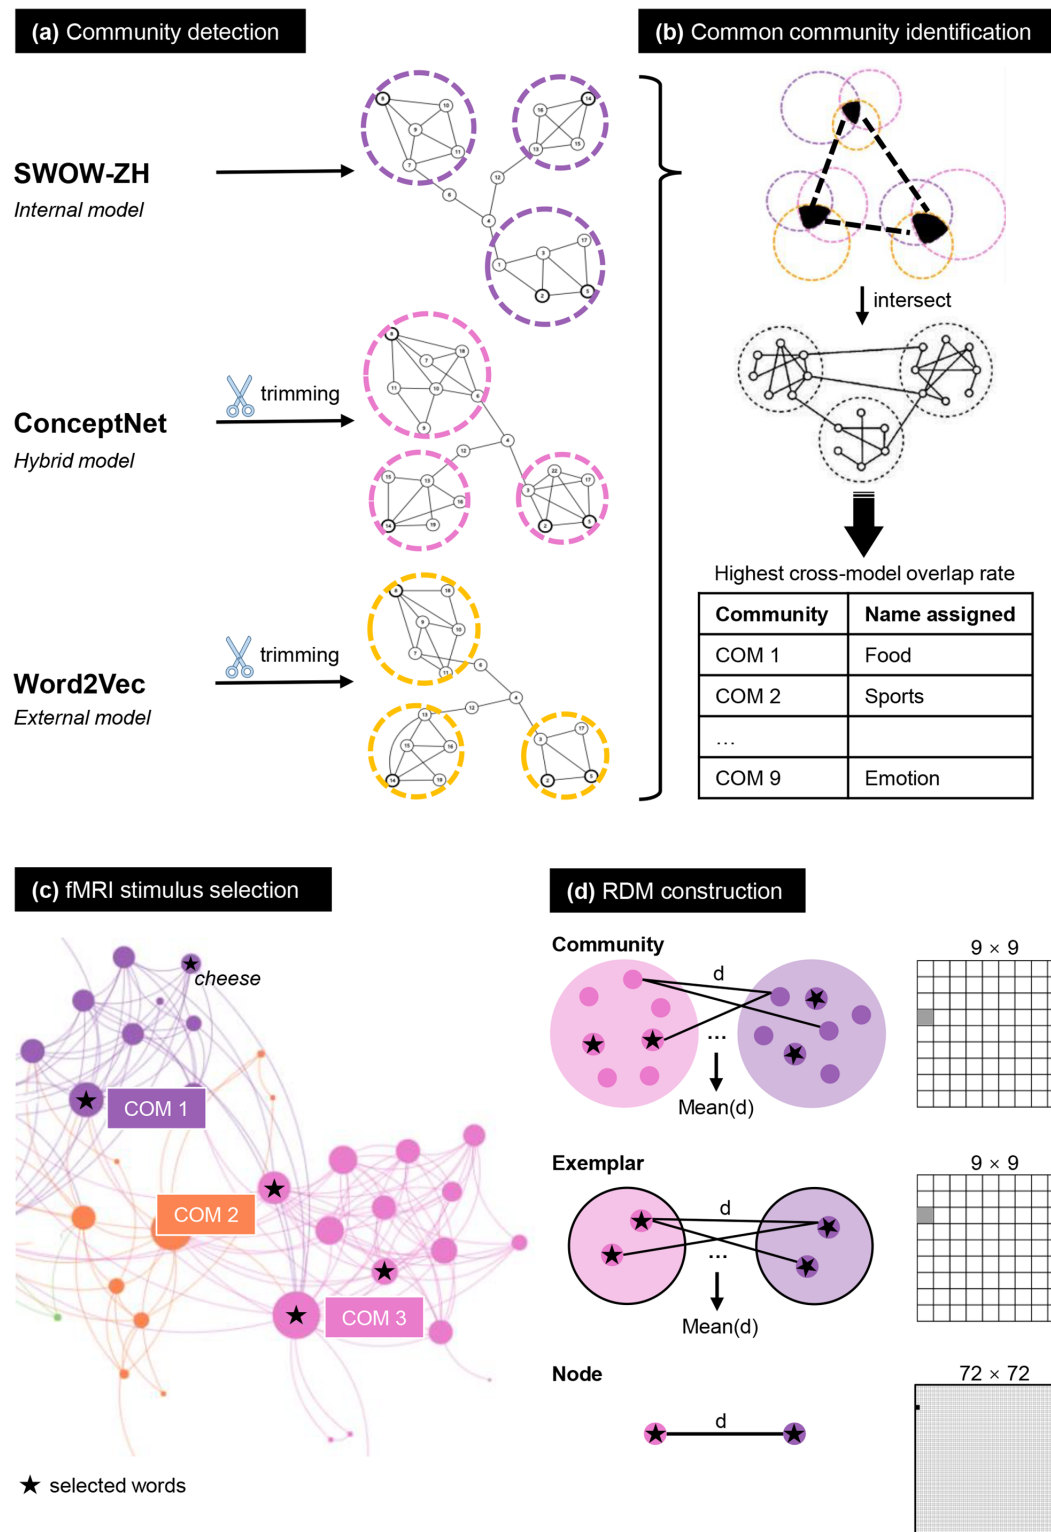 (a) Community detection
SWOW-ZH
Internal model
ConceptNet
Hybrid model
trimming
Word2Vec
External model
trimming
(b) Common community identification
intersect
Highest cross-model overlap rate
Community Name assigned
COM 1 Food
COM 2 Sports
...
COM 9 Emotion
(c) fMRI stimulus selection
cheese
COM 1
COM 2
COM 3
★ selected words
(d) RDM construction
Community
d
...
Mean(d)
9 × 9
Exemplar
d
...
Mean(d)
9 × 9
Node
d
72 × 72